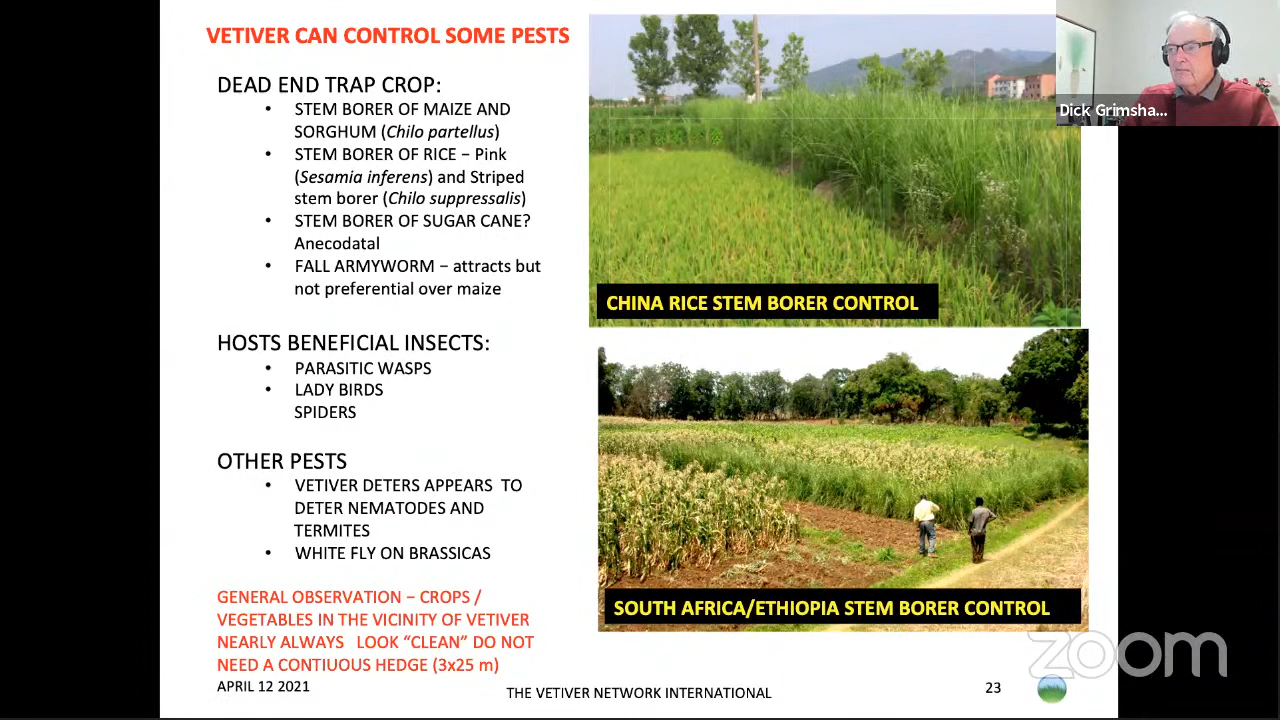 VETIVER CAN CONTROL SOME PESTS
DEAD END TRAP CROP:
• STEM BORER OF MAIZE AND
SORGHUM (Chilo partellus)
• STEM BORER OF RICE – Pink
(Sesamia inferens) and Striped
stem borer (Chilo suppressalis)
• STEM BORER OF SUGAR CANE?
Anecodatal
• FALL ARMYWORM – attracts but
not preferential over maize
HOSTS BENEFICIAL INSECTS:
• PARASITIC WASPS
• LADY BIRDS
SPIDERS
OTHER PESTS
• VETIVER DETERS APPEARS TO
DETER NEMATODES AND
TERMITES
• WHITE FLY ON BRASSICAS
GENERAL OBSERVATION – CROPS /
VEGETABLES IN THE VICINITY OF VETIVER
NEARLY ALWAYS LOOK “CLEAN” DO NOT
NEED A CONTIUOUS HEDGE (3x25 m)
APRIL 12 2021
THE VETIVER NETWORK INTERNATIONAL
23
CHINA RICE STEM BORER CONTROL
SOUTH AFRICA/ETHIOPIA STEM BORER CONTROL
Dick Grimsha...
zoom